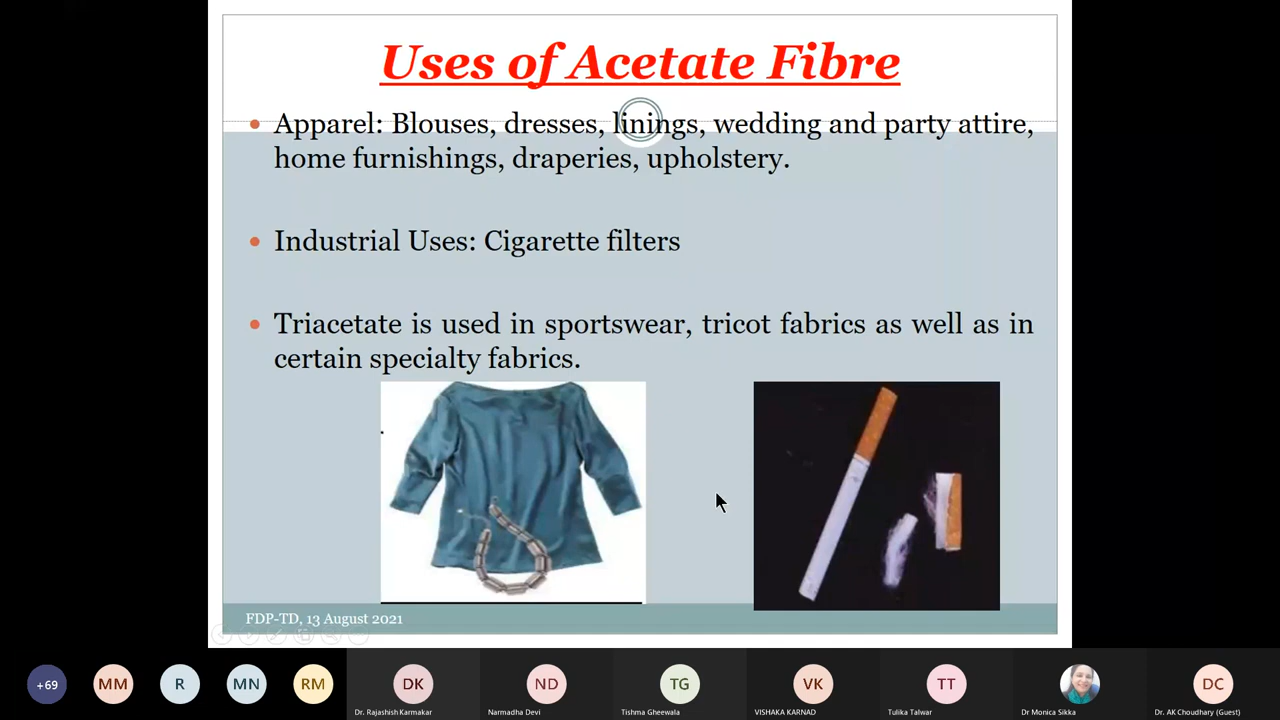 Uses of Acetate Fibre
• Apparel: Blouses, dresses, linings, wedding and party attire,
home furnishings, draperies, upholstery.
• Industrial Uses: Cigarette filters
• Triacetate is used in sportswear, tricot fabrics as well as in
certain specialty fabrics.
FDP-TD, 13 August 2021
+69
MM
R
MN
RM
DK
ND
TG
VK
TT
DC
Dr. Rajashish Karmakar
Narmadha Devi
Tishma Gheewala
VISHAKA KARNAD
Tulika Talwar
Dr Monica Sikka
Dr. AK Choudhary (Guest)